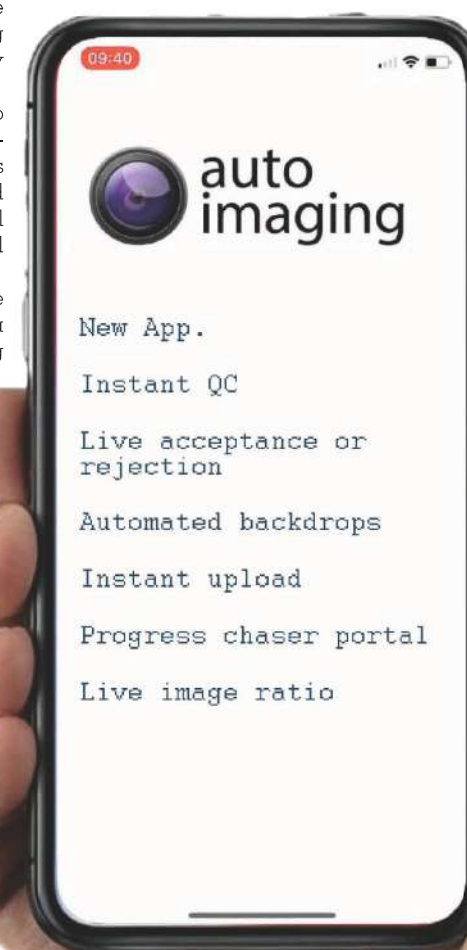 09:40
auto
imaging
New App.
Instant QC
Live acceptance or
rejection
Automated backdrops
Instant upload
Progress chaser portal
Live image ratio